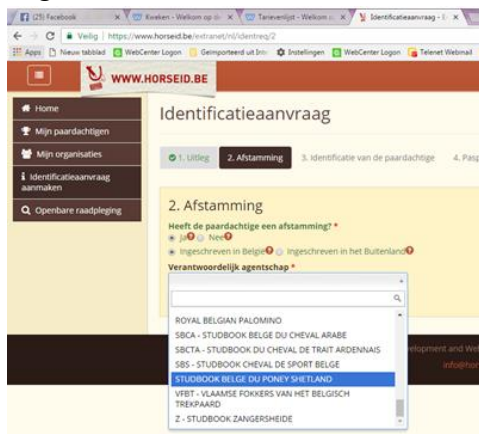 (25) Facebook
Kweken - Welkom op d
Tarievenlijst - Welkom
Identificatieaanvraag - E
Veilig https://www.horseid.be/extranet/nl/identreq/2
Apps Nieuw tabblad WebCenter Logon Geïmporteerd uit Int Instellingen WebCenter Logon Telenet Webmail
WWW.HORSEID.BE
Home
Mijn paardachtigen
Mijn organisaties
Identificatieaanvraag aanmaken
Openbare raadpleging
Identificatieaanvraag
1. Uitleg 2. Afstamming 3. Identificatie van de paardachtige 4. Pasp
2. Afstamming
Heeft de paardachtige een afstamming? *
Ja Nee
Ingeschreven in België Ingeschreven in het Buitenland
Verantwoordelijk agentschap *
ROYAL BELGIAN PALOMINO
SBCA - STUDBOOK BELGE DU CHEVAL ARABE
SBCTA - STUDBOOK DU CHEVAL DE TRAIT ARDENNAIS
SBS - STUDBOOK CHEVAL DE SPORT BELGE
STUDBOOK BELGE DU PONEY SHETLAND
VFBT - VLAAMSE FOKKERS VAN HET BELGISCH
TREKPAARD
Z - STUDBOOK ZANGERSHEIDE
elopment and We
info@hor